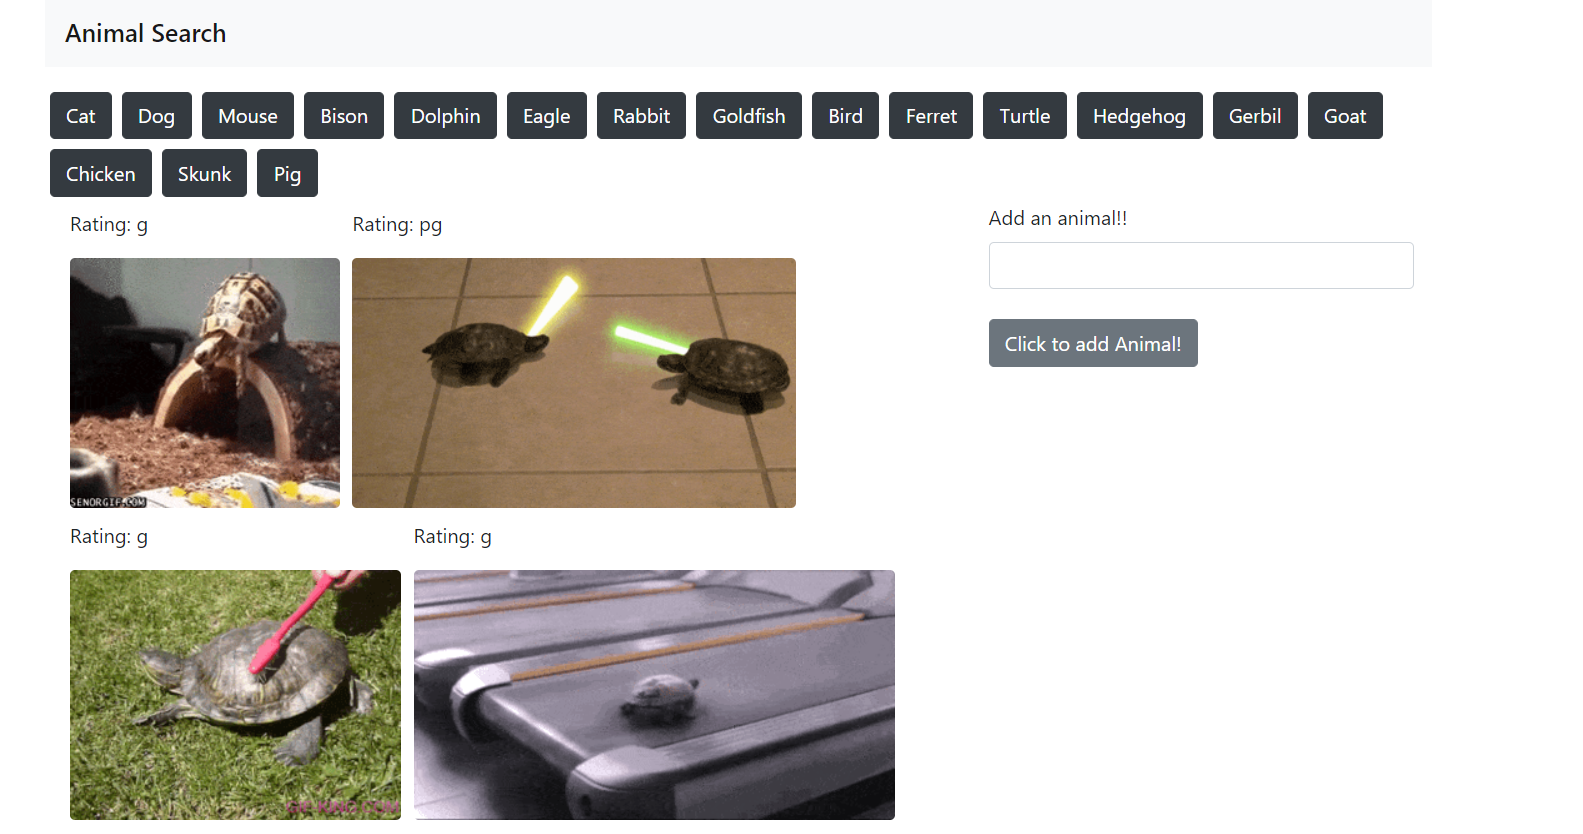 Animal Search
Cat Dog Mouse Bison Dolphin Eagle Rabbit Goldfish Bird Ferret Turtle Hedgehog Gerbil Goat
Chicken Skunk Pig
Rating: g Rating: pg
Add an animal!!
Click to add Animal!
SENORGIF.COM
Rating: g Rating: g